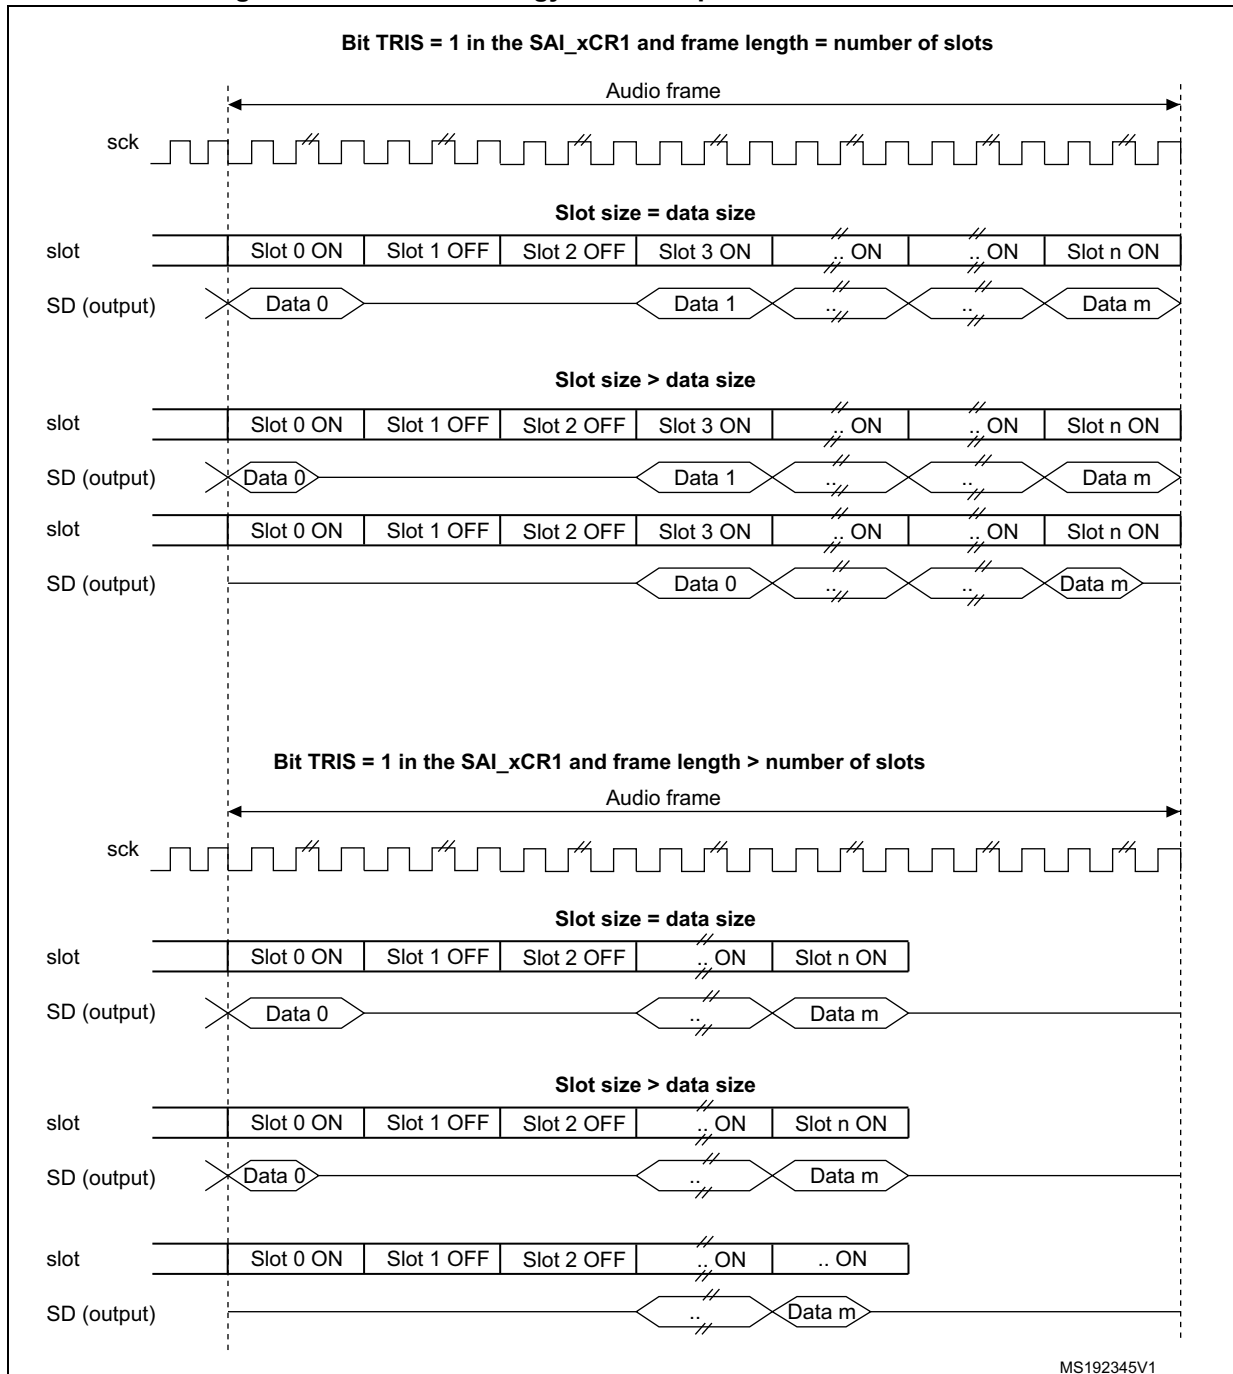 Bit TRIS = 1 in the SAI_xCR1 and frame length = number of slots
Audio frame
sck
Slot size = data size
slot Slot 0 ON Slot 1 OFF Slot 2 OFF Slot 3 ON .. ON .. ON Slot n ON
SD (output) Data 0 Data 1 .. .. Data m
Slot size > data size
slot Slot 0 ON Slot 1 OFF Slot 2 OFF Slot 3 ON .. ON .. ON Slot n ON
SD (output) Data 0 Data 1 .. .. Data m
slot Slot 0 ON Slot 1 OFF Slot 2 OFF Slot 3 ON .. ON .. ON Slot n ON
SD (output) Data 0 .. .. Data m
Bit TRIS = 1 in the SAI_xCR1 and frame length > number of slots
Audio frame
sck
Slot size = data size
slot Slot 0 ON Slot 1 OFF Slot 2 OFF .. ON Slot n ON
SD (output) Data 0 .. Data m
Slot size > data size
slot Slot 0 ON Slot 1 OFF Slot 2 OFF .. ON Slot n ON
SD (output) Data 0 .. Data m
slot Slot 0 ON Slot 1 OFF Slot 2 OFF .. ON .. ON
SD (output) .. Data m
MS192345V1